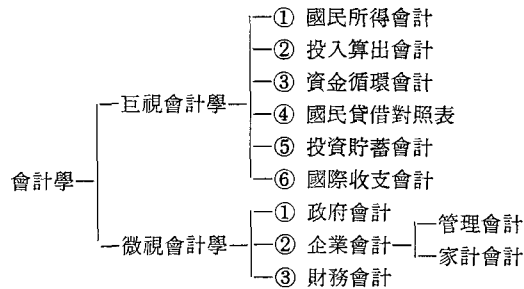 ① 國民所得會計
② 投入算出會計
③ 資金循環會計
巨視會計學
④ 國民貸借對照表
⑤ 投資貯蓄會計
⑥ 國際收支會計
會計學
① 政府會計
管理會計
微視會計學
② 企業會計
家計會計
③ 財務會計